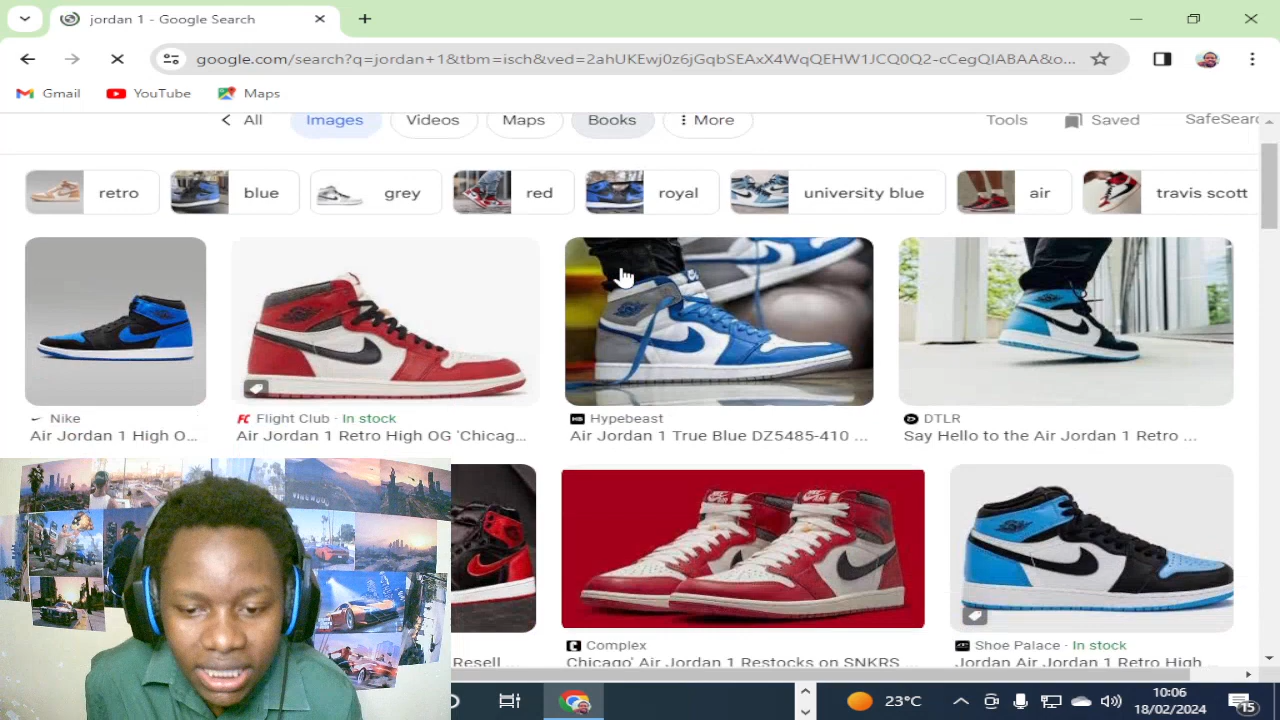 jordan 1 - Google Search
google.com/search?q=jordan+1&tbm=isch&ved=2ahUKEwj0z6jGqbSEAxX4WqQEHW1JCQ0Q2-cCegQIABAA&o...
Gmail YouTube Maps
All Images Videos Maps Books More Tools Saved SafeSearc
retro blue grey red royal university blue air travis scott
Nike
Air Jordan 1 High O...
Flight Club · In stock
Air Jordan 1 Retro High OG 'Chicag...
Hypebeast
Air Jordan 1 True Blue DZ5485-410 ...
DTLR
Say Hello to the Air Jordan 1 Retro ...
Resell ...
Complex
Chicago' Air Jordan 1 Restocks on SNKRS ...
Shoe Palace · In stock
Jordan Air Jordan 1 Retro High ...
23°C
10:06
18/02/2024
15